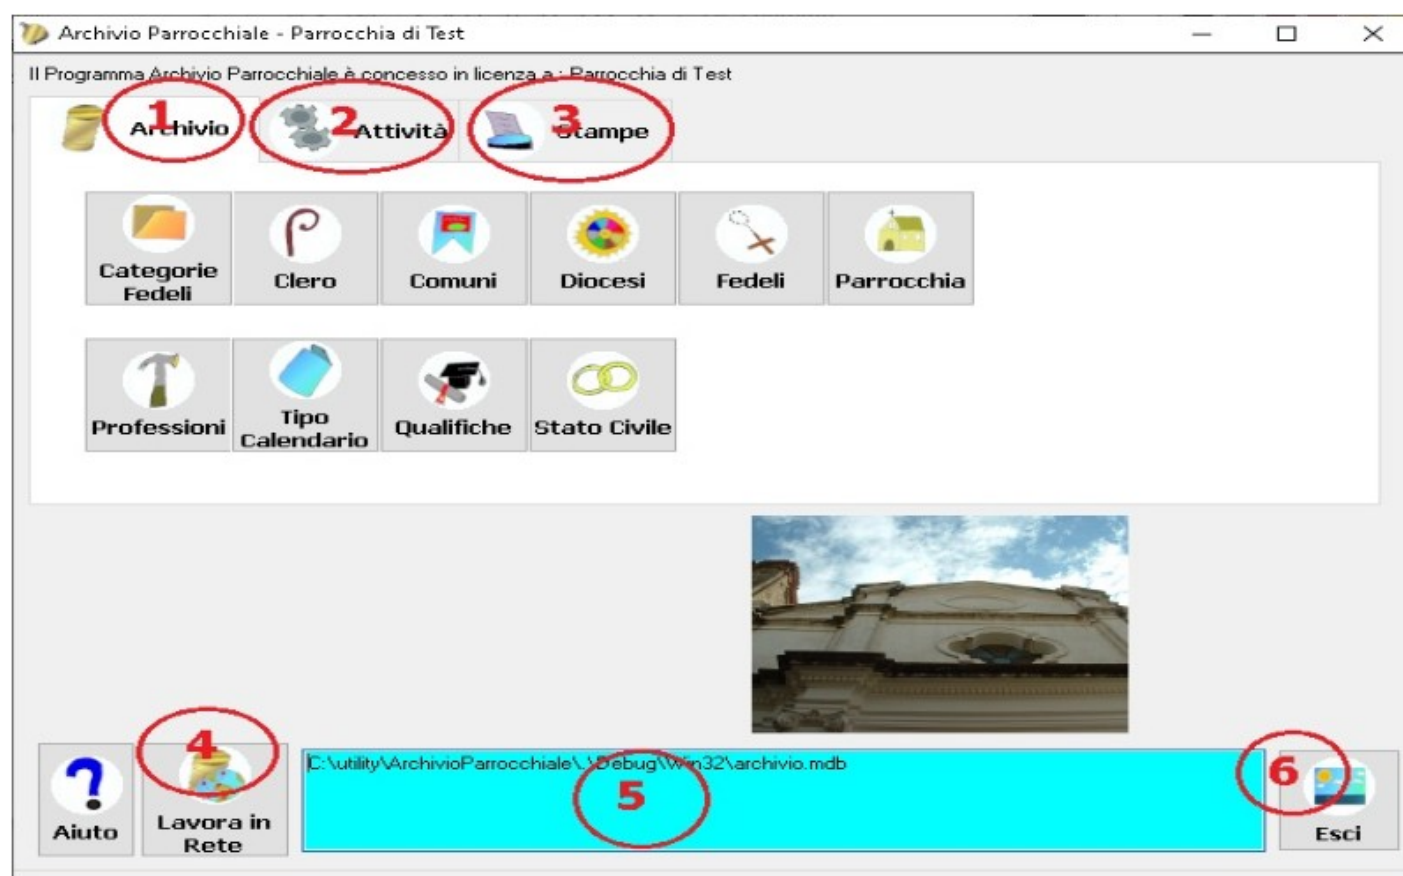 Archivio Parrocchiale - Parrocchia di Test
Il Programma Archivio Parrocchiale è concesso in licenza a : Parrocchia di Test
1 Archivio
2 Attività
3 Stampe
Categorie
Fedeli
Clero
Comuni
Diocesi
Fedeli
Parrocchia
Professioni
Tipo
Calendario
Qualifiche
Stato Civile
4
C:\utility\ArchivioParrocchiale\.\Debug\Win32\archivio.mdb
5
6
Aiuto
Lavora in
Rete
Esci